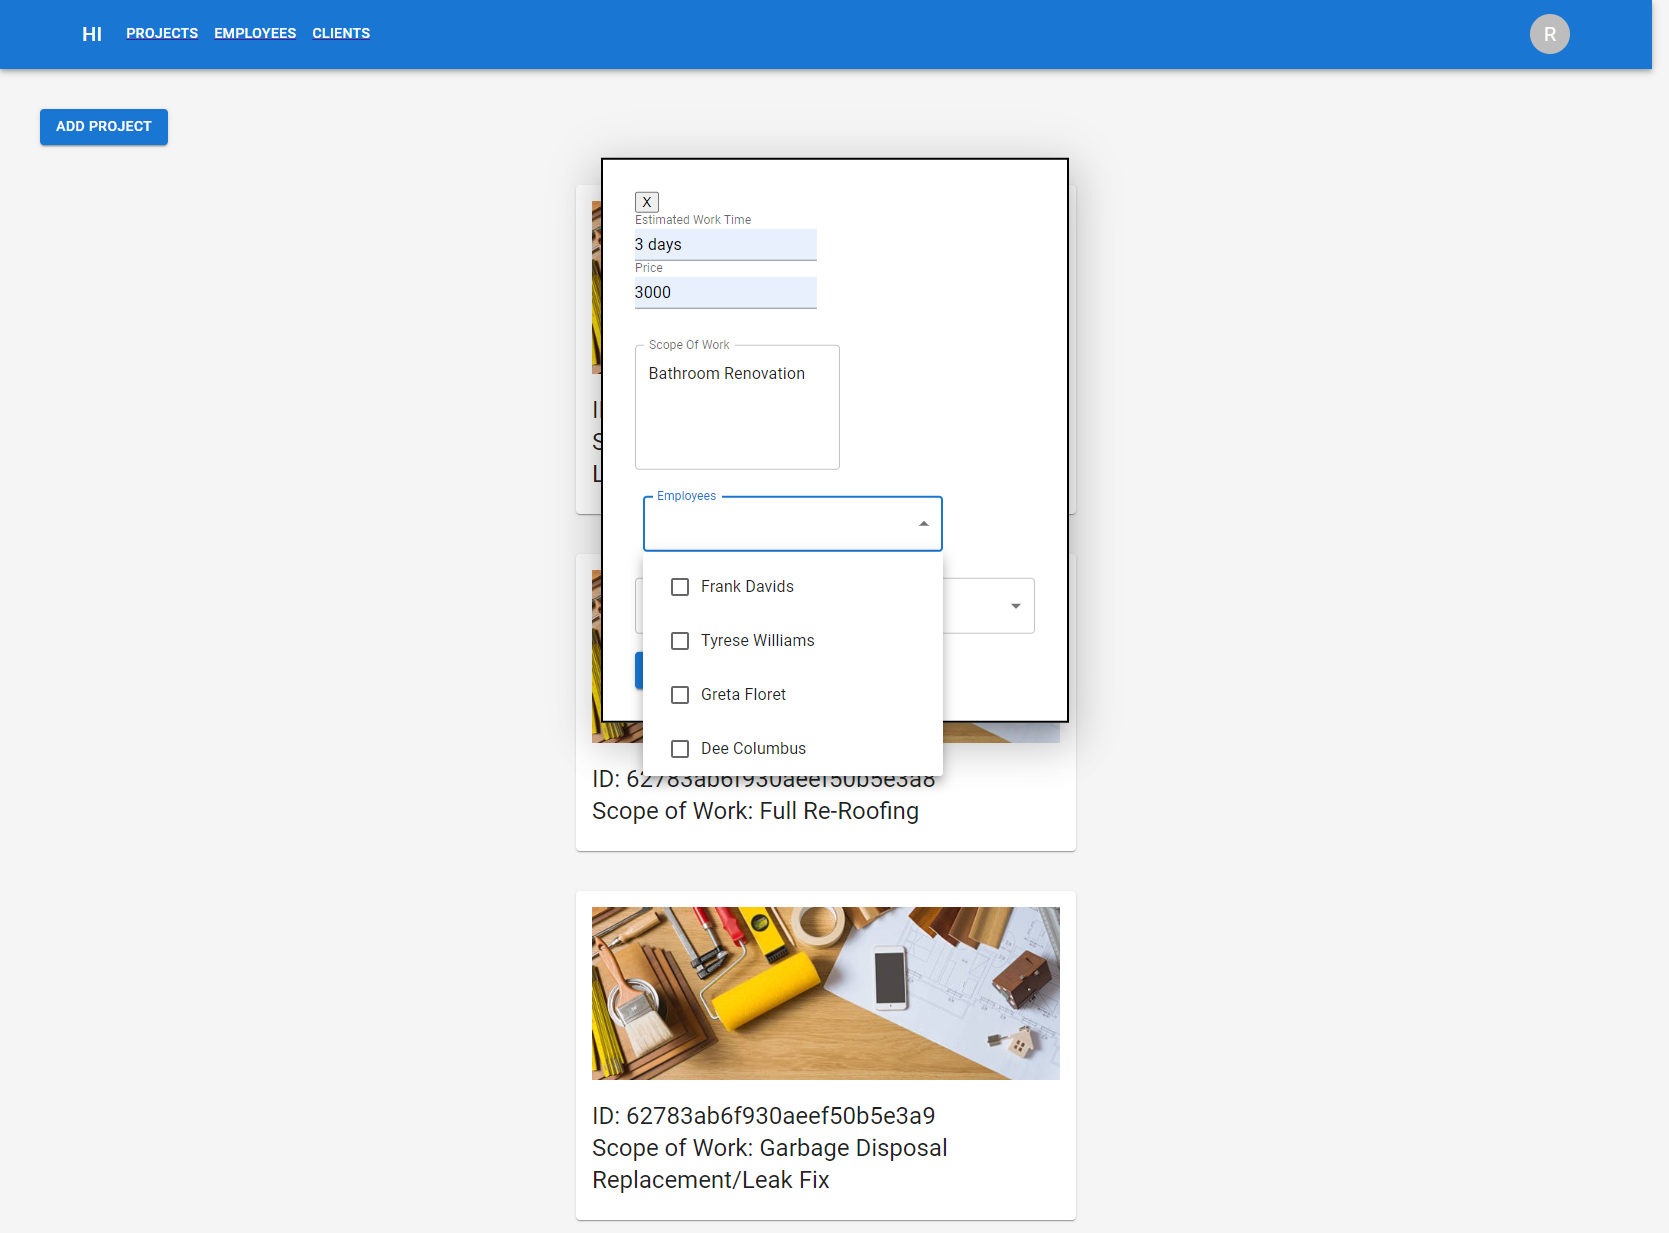 HI PROJECTS EMPLOYEES CLIENTS R
ADD PROJECT
X
Estimated Work Time
3 days
Price
3000
Scope Of Work
Bathroom Renovation
Employees
Frank Davids
Tyrese Williams
Greta Floret
Dee Columbus
ID: 62783ab6f930aeef50b5e3a8
Scope of Work: Full Re-Roofing
ID: 62783ab6f930aeef50b5e3a9
Scope of Work: Garbage Disposal
Replacement/Leak Fix